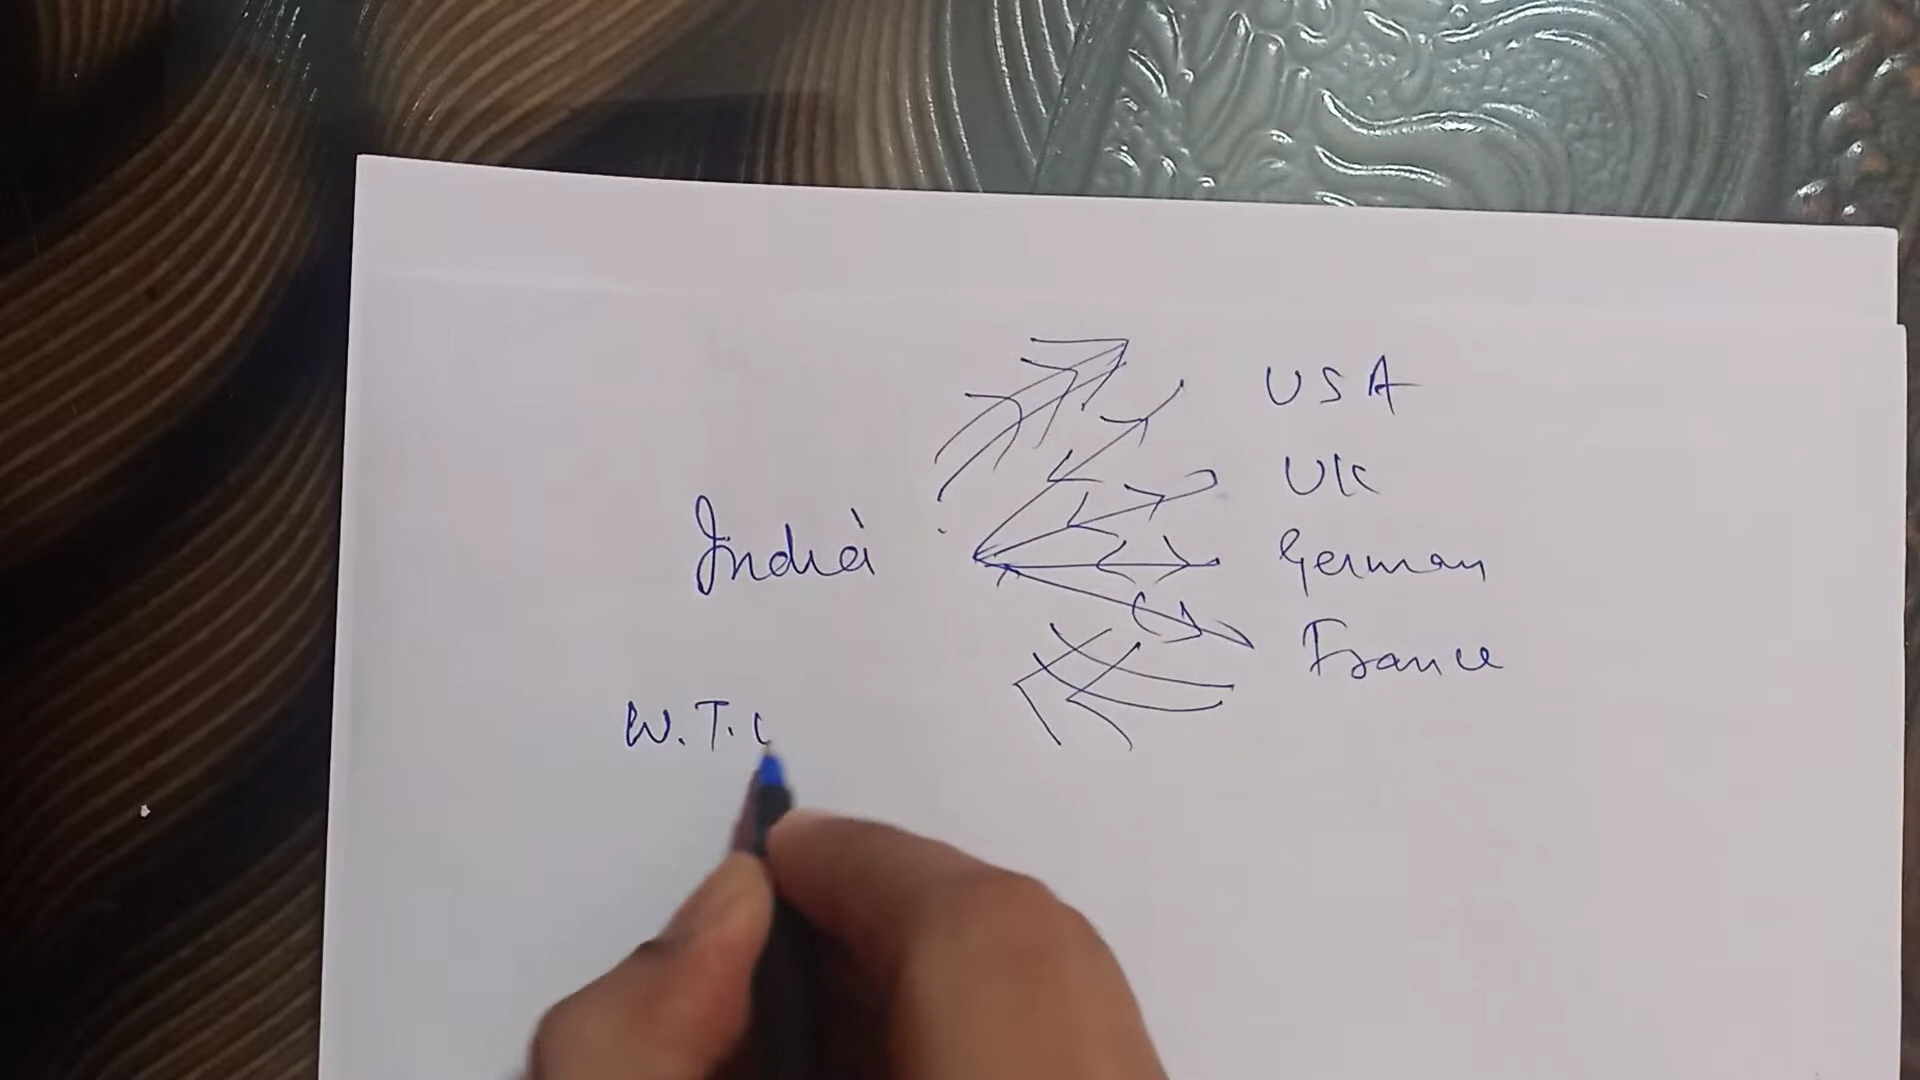 USA
UK
India
German
France
W.T.